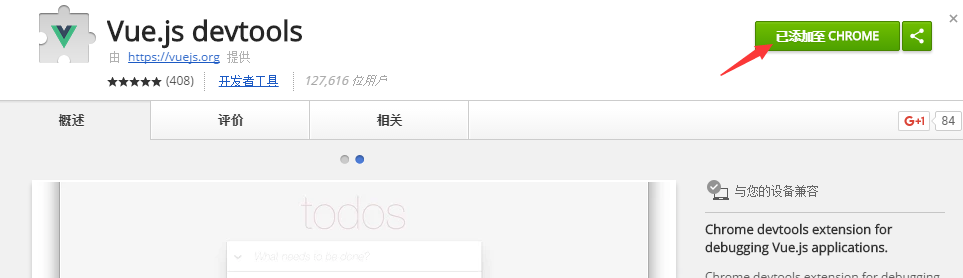 Vue.js devtools
已添加至 CHROME
由 https://vuejs.org 提供
(408) 开发者工具 127,616 位用户
概述 评价 相关
G+1 84
todos
What needs to be done?
与您的设备兼容
Chrome devtools extension for
debugging Vue.js applications.
Chrome devtools extension for debugging